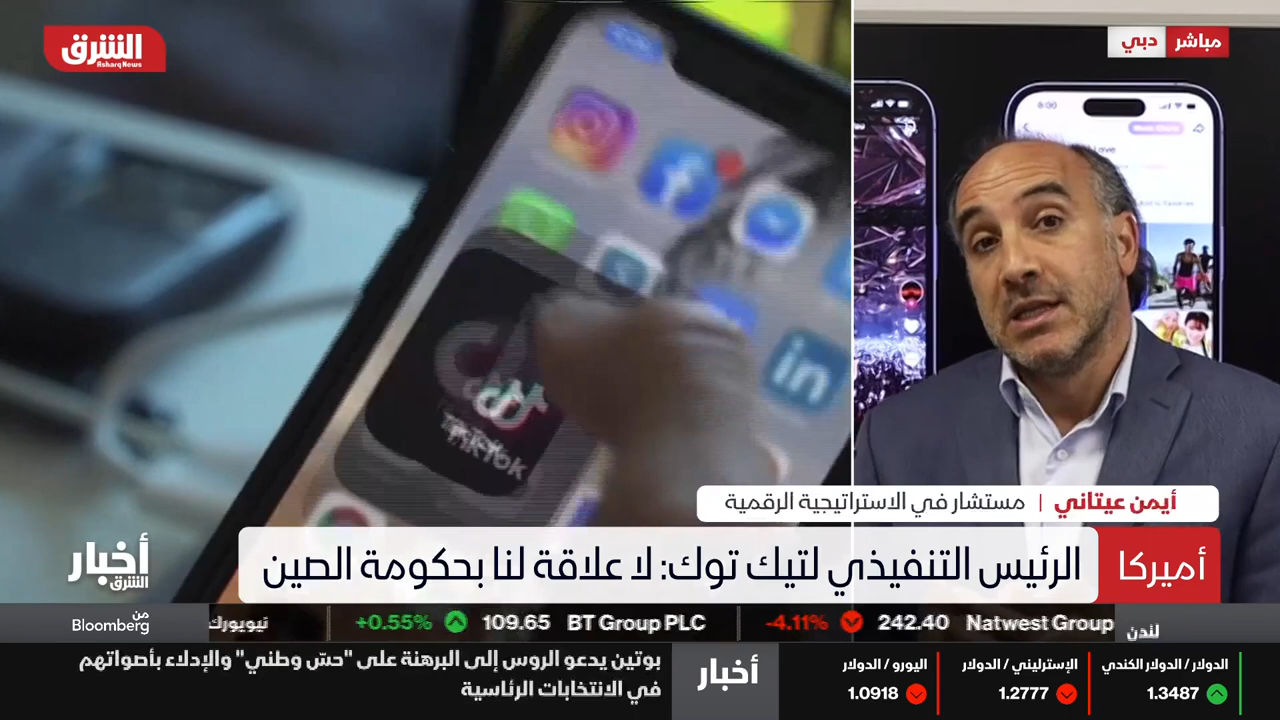 الشرق
Asharq News
مباشر
دبي
6:00
TikTok
أيمن عيتاني | مستشار في الاستراتيجية الرقمية
أميركا
الرئيس التنفيذي لتيك توك: لا علاقة لنا بحكومة الصين
أخبار
الشرق
من
Bloomberg
لندن
Natwest Group 242.40 -4.11%
BT Group PLC 109.65 +0.55%
نيويورك
الدولار / الدولار الكندي
1.3487
الإسترليني / الدولار
1.2777
اليورو / الدولار
1.0918
أخبار
بوتين يدعو الروس إلى البرهنة على "حسّ وطني" والإدلاء بأصواتهم
في الانتخابات الرئاسية